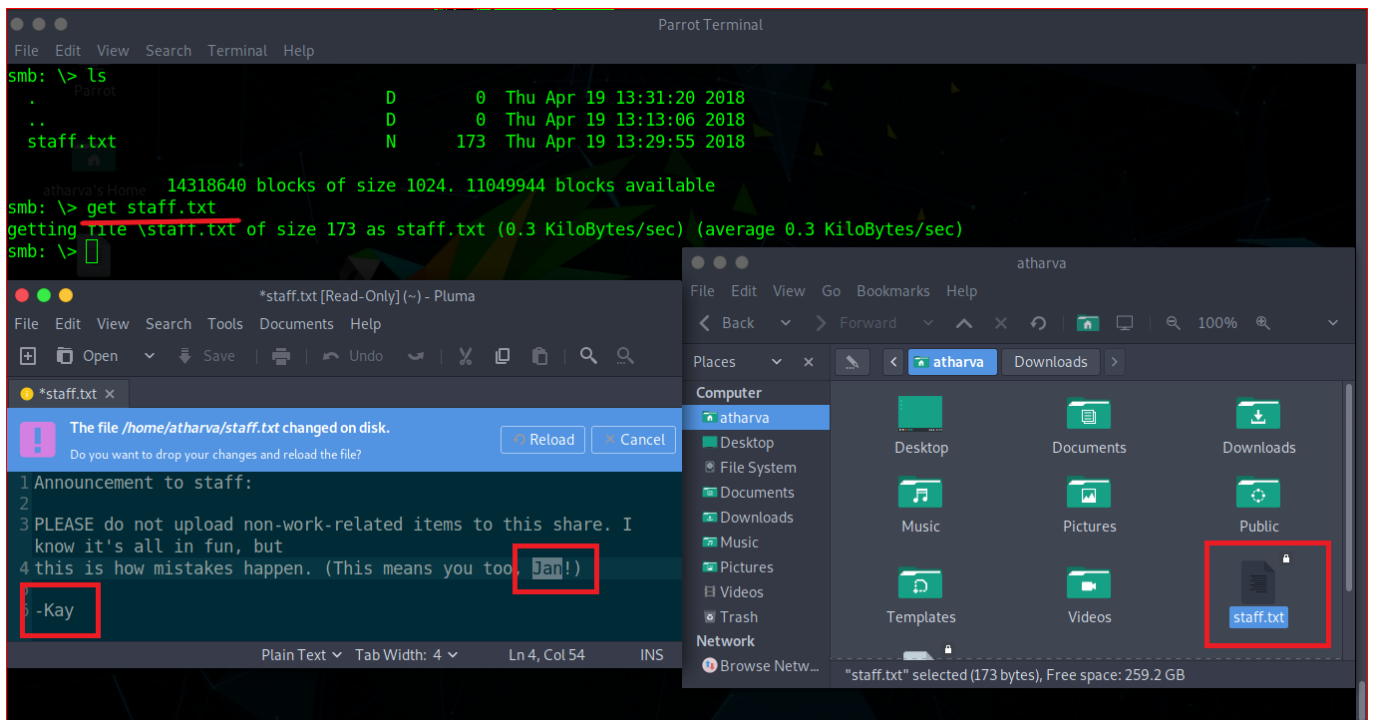 Parrot Terminal
File Edit View Search Terminal Help
smb: \> ls
Parrot
. D 0 Thu Apr 19 13:31:20 2018
.. D 0 Thu Apr 19 13:13:06 2018
staff.txt N 173 Thu Apr 19 13:29:55 2018
atharva's Home
14318640 blocks of size 1024. 11049944 blocks available
smb: \> get staff.txt
getting file \staff.txt of size 173 as staff.txt (0.3 KiloBytes/sec) (average 0.3 KiloBytes/sec)
smb: \>
*staff.txt [Read-Only] (~) - Pluma
File Edit View Search Tools Documents Help
Open Save Undo
*staff.txt
The file /home/atharva/staff.txt changed on disk.
Do you want to drop your changes and reload the file?
Reload Cancel
1 Announcement to staff:
2
3 PLEASE do not upload non-work-related items to this share. I
know it's all in fun, but
4 this is how mistakes happen. (This means you too, Jan!)
-Kay
Plain Text Tab Width: 4 Ln 4, Col 54 INS
atharva
File Edit View Go Bookmarks Help
Back Forward 100%
Places atharva Downloads
Computer
atharva
Desktop
File System
Documents
Downloads
Music
Pictures
Videos
Trash
Network
Browse Netw...
Desktop Documents Downloads
Music Pictures Public
Templates Videos staff.txt
"staff.txt" selected (173 bytes), Free space: 259.2 GB